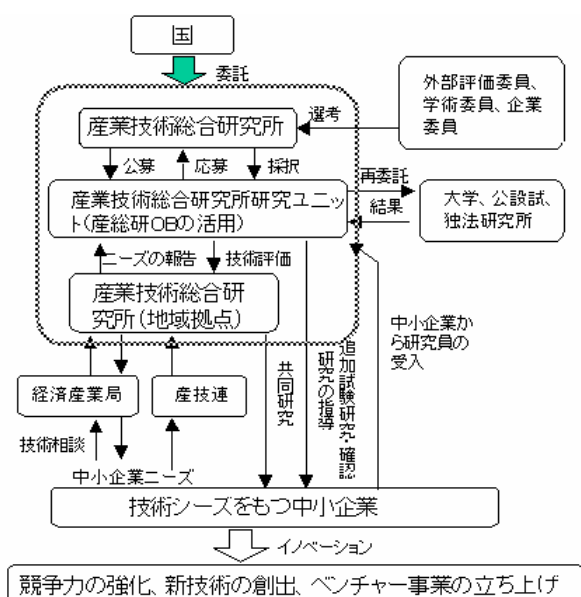 国
委託
外部評価委員、
学術委員、企業
委員
選考
産業技術総合研究所
公募
応募
採択
再委託
産業技術総合研究所研究ユニッ
ト(産総研OBの活用)
結果
大学、公設試、
独法研究所
ニーズの報告
技術評価
産業技術総合研
究所(地域拠点)
中小企業か
ら研究員の
受入
経済産業局
産技連
共同研究
追加試験研究・確認
研究の指導
技術相談
中小企業ニーズ
技術シーズをもつ中小企業
イノベーション
競争力の強化、新技術の創出、ベンチャー事業の立ち上げ